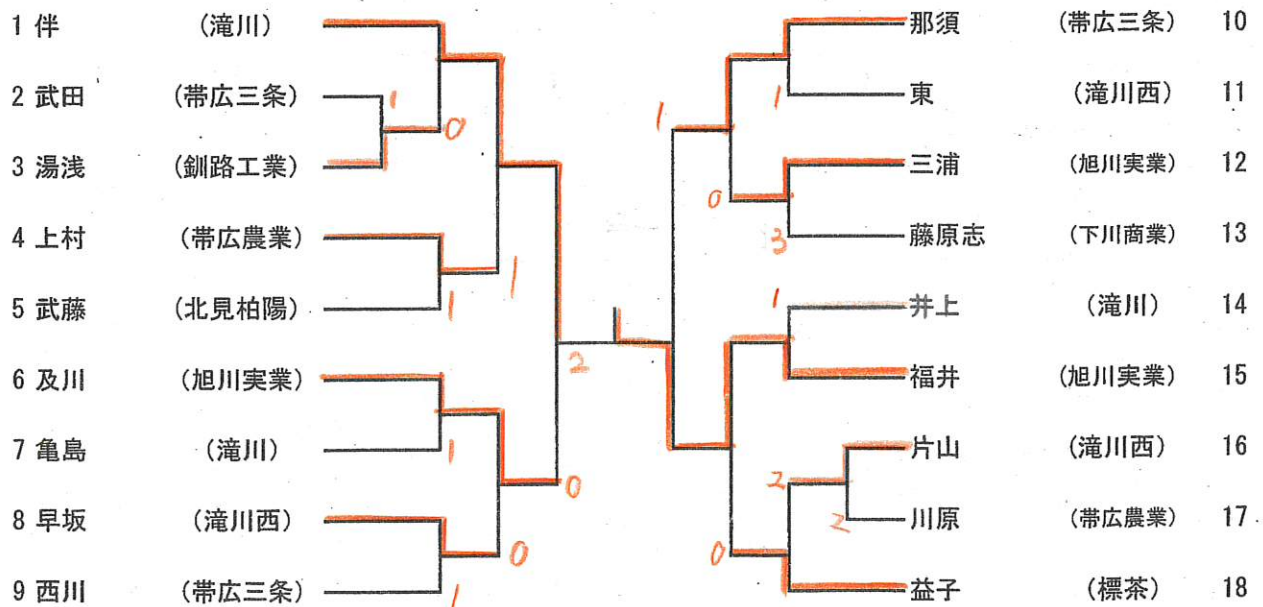 1 伴 (滝川)
2 武田 (帯広三条)
3 湯浅 (釧路工業)
4 上村 (帯広農業)
5 武藤 (北見柏陽)
6 及川 (旭川実業)
7 亀島 (滝川)
8 早坂 (滝川西)
9 西川 (帯広三条)
1
0
1
1
1
0
0
1
2
那須 (帯広三条) 10
東 (滝川西) 11
三浦 (旭川実業) 12
藤原志 (下川商業) 13
井上 (滝川) 14
福井 (旭川実業) 15
片山 (滝川西) 16
川原 (帯広農業) 17
益子 (標茶) 18
1
1
0
3
1
2
2
0